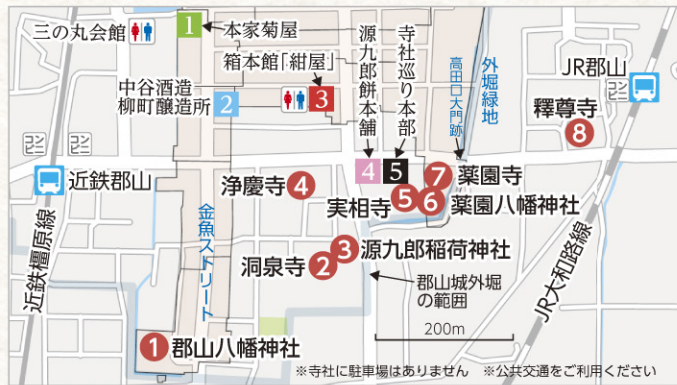 三の丸会館
1
本家菊屋
箱本館「紺屋」
源九郎餅本舗
寺社巡り本部
高田口大門跡
外堀緑地
JR郡山
中谷酒造
柳町醸造所
2
3
釋尊寺
8
近鉄郡山
浄慶寺
4
4
5
7
薬園寺
実相寺
5
6
薬園八幡神社
金魚ストリート
近鉄橿原線
洞泉寺
2
3
源九郎稲荷神社
郡山城外堀
の範囲
JR大和路線
200m
1
郡山八幡神社
※寺社に駐車場はありません　※公共交通をご利用ください